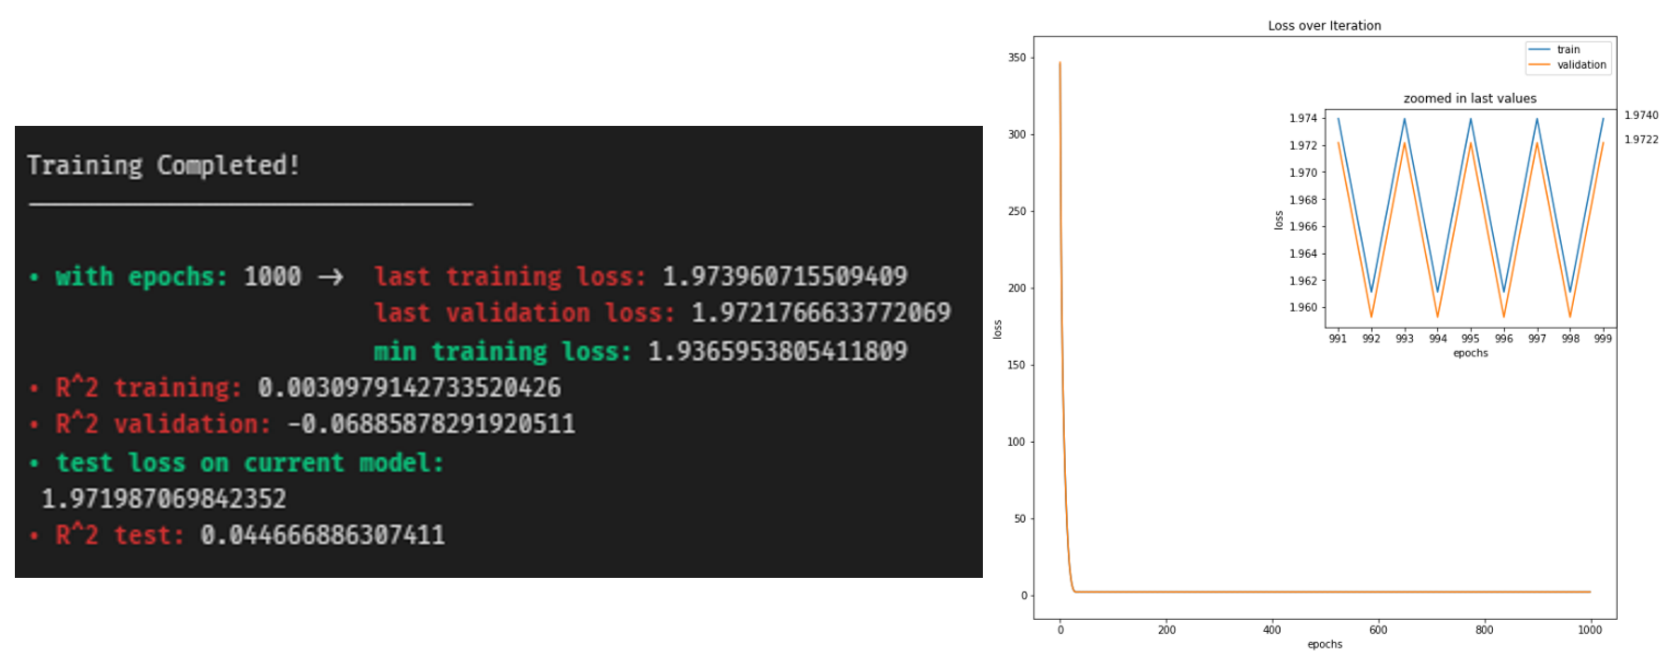 Training Completed!
• with epochs: 1000 → last training loss: 1.973960715509409
last validation loss: 1.9721766633772069
min training loss: 1.9365953805411809
• R^2 training: 0.0030979142733520426
• R^2 validation: -0.06885878291920511
• test loss on current model:
1.971987069842352
• R^2 test: 0.044666886307411
Loss over Iteration
train
validation
350
300
250
200
150
100
50
0
loss
0 200 400 600 800 1000
epochs
zoomed in last values
1.974
1.972
1.970
1.968
1.966
1.964
1.962
1.960
loss
1.9740
1.9722
991 992 993 994 995 996 997 998 999
epochs